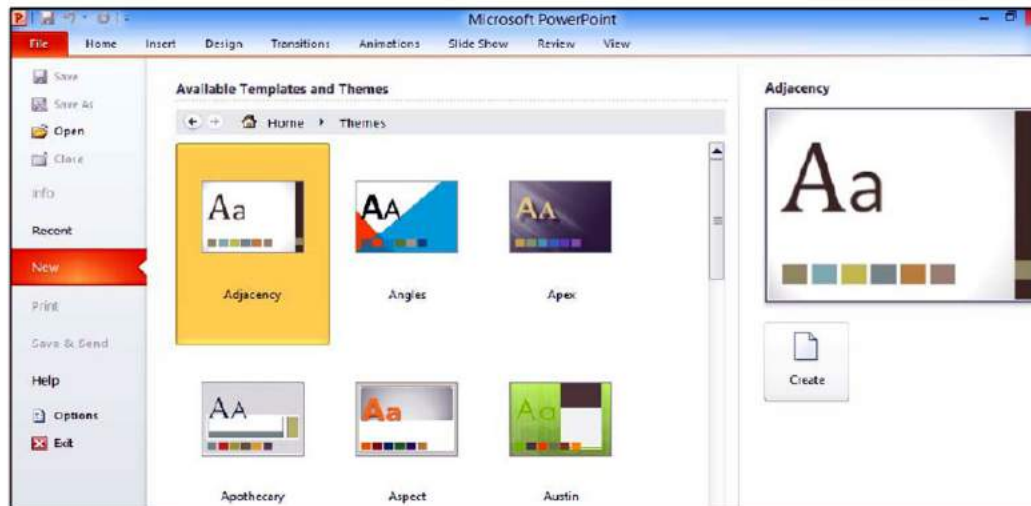 Microsoft PowerPoint
File Home Insert Design Transitions Animations Slide Show Review View
Save
Save As
Open
Close
Info
Recent
New
Print
Save & Send
Help
Options
Exit
Available Templates and Themes
Home Themes
Aa AA AA
Adjacency Angles Apex
AA Aa Aa
Apothecary Aspect Austin
Adjacency
Aa
Create